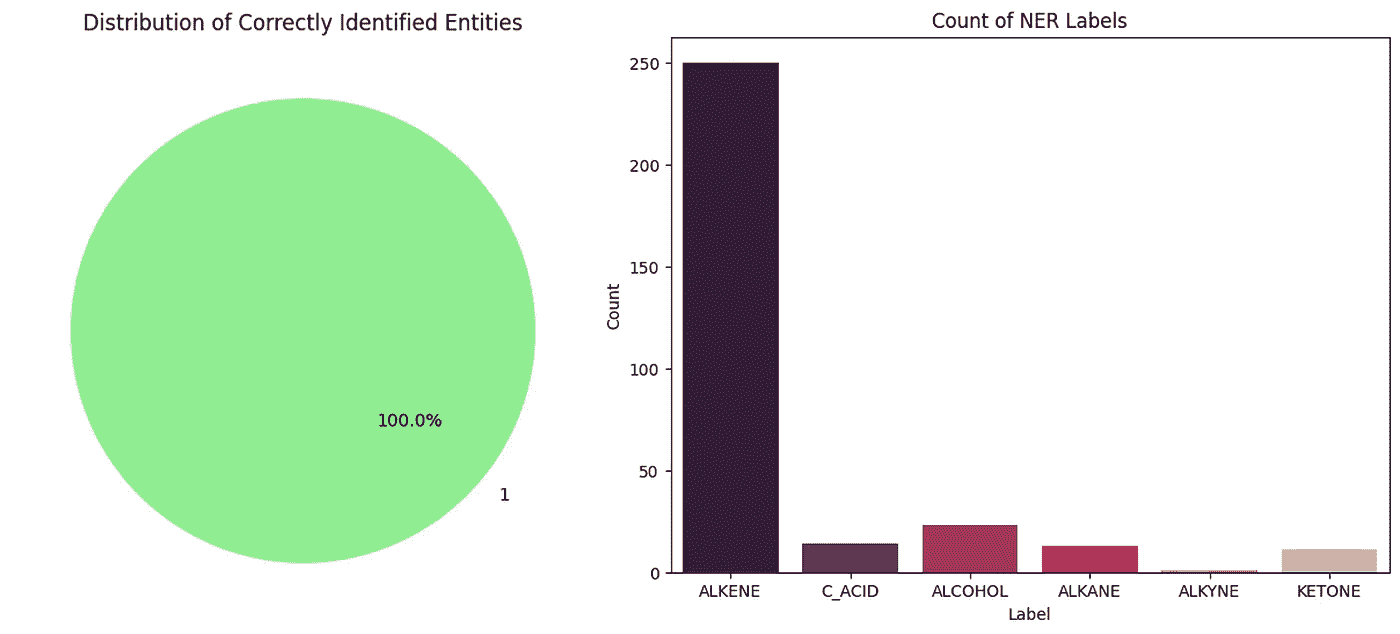 Distribution of Correctly Identified Entities
100.0%
1
Count of NER Labels
Count
250
200
150
100
50
0
ALKENE C_ACID ALCOHOL ALKANE ALKYNE KETONE
Label